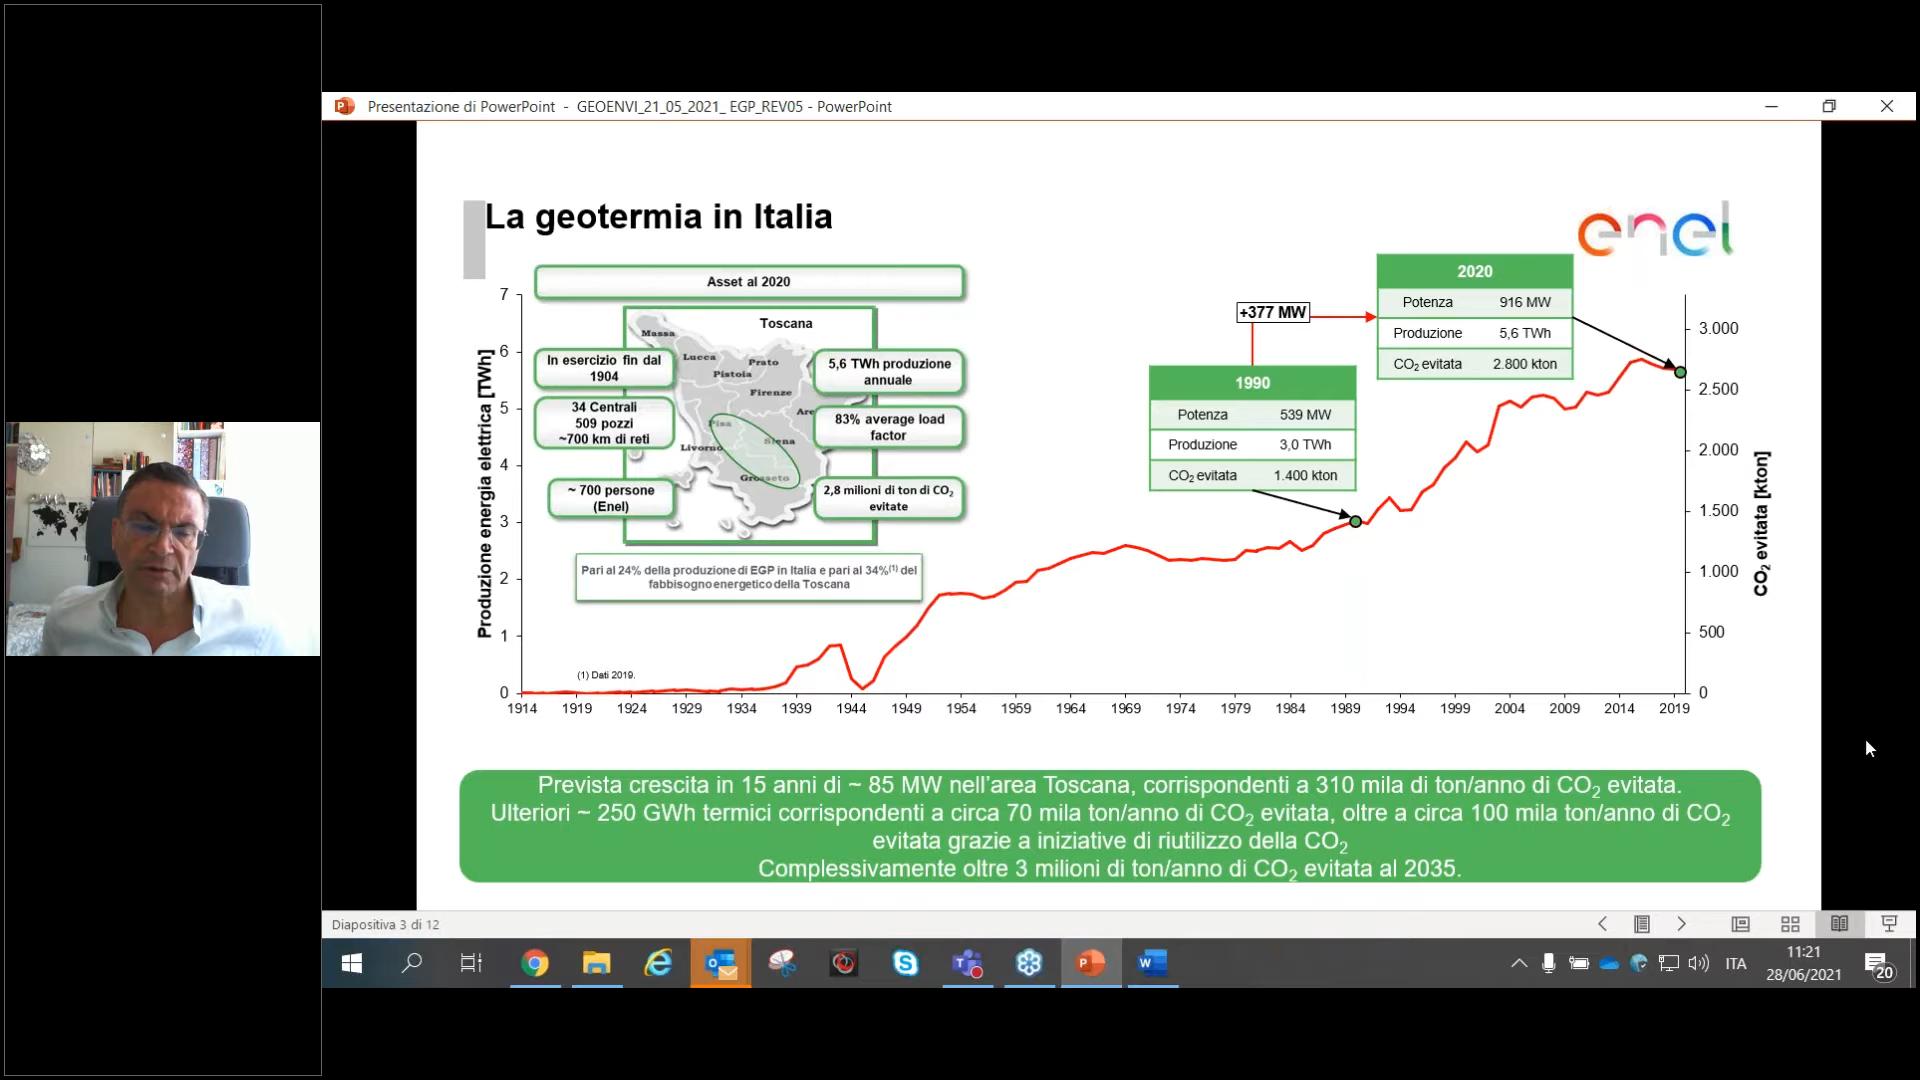 Presentazione di PowerPoint - GEOENVI_21_05_2021_ EGP_REV05 - PowerPoint
La geotermia in Italia
enel
Asset al 2020
Toscana
Massa
Lucca
Prato
Pistoia
Firenze
Are
Pisa
Siena
Livorno
Grosseto
In esercizio fin dal
1904
34 Centrali
509 pozzi
~700 km di reti
~ 700 persone
(Enel)
5,6 TWh produzione
annuale
83% average load
factor
2,8 milioni di ton di CO2
evitate
Pari al 24% della produzione di EGP in Italia e pari al 34%(1) del
fabbisogno energetico della Toscana
(1) Dati 2019.
+377 MW
1990
Potenza 539 MW
Produzione 3,0 TWh
CO2 evitata 1.400 kton
2020
Potenza 916 MW
Produzione 5,6 TWh
CO2 evitata 2.800 kton
Produzione energia elettrica [TWh]
7
6
5
4
3
2
1
0
CO2 evitata [kton]
3.000
2.500
2.000
1.500
1.000
500
0
1914 1919 1924 1929 1934 1939 1944 1949 1954 1959 1964 1969 1974 1979 1984 1989 1994 1999 2004 2009 2014 2019
Prevista crescita in 15 anni di ~ 85 MW nell'area Toscana, corrispondenti a 310 mila di ton/anno di CO2 evitata.
Ulteriori ~ 250 GWh termici corrispondenti a circa 70 mila ton/anno di CO2 evitata, oltre a circa 100 mila ton/anno di CO2
evitata grazie a iniziative di riutilizzo della CO2
Complessivamente oltre 3 milioni di ton/anno di CO2 evitata al 2035.
Diapositiva 3 di 12
ITA
11:21
28/06/2021
20